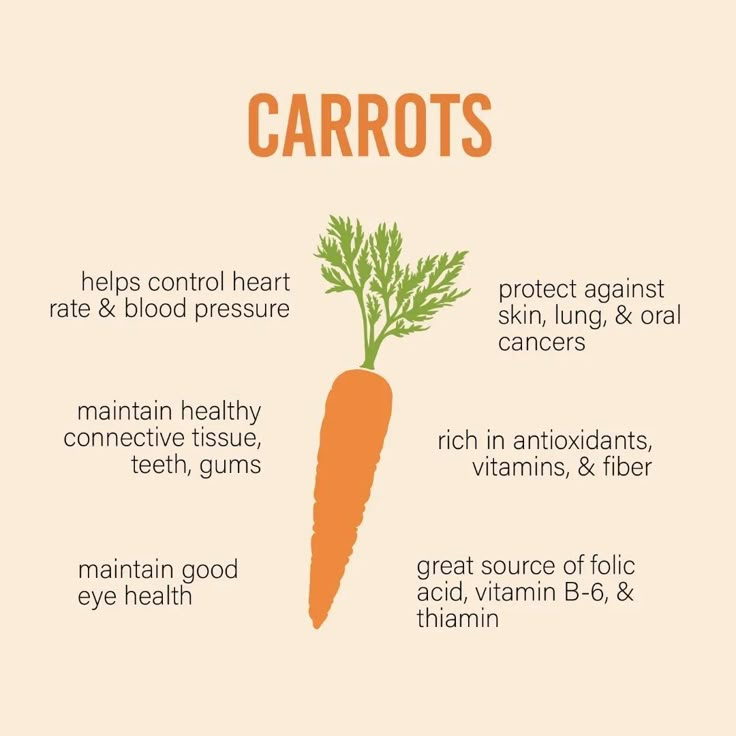 CARROTS
helps control heart
rate & blood pressure
protect against
skin, lung, & oral
cancers
maintain healthy
connective tissue,
teeth, gums
rich in antioxidants,
vitamins, & fiber
maintain good
eye health
great source of folic
acid, vitamin B-6, &
thiamin